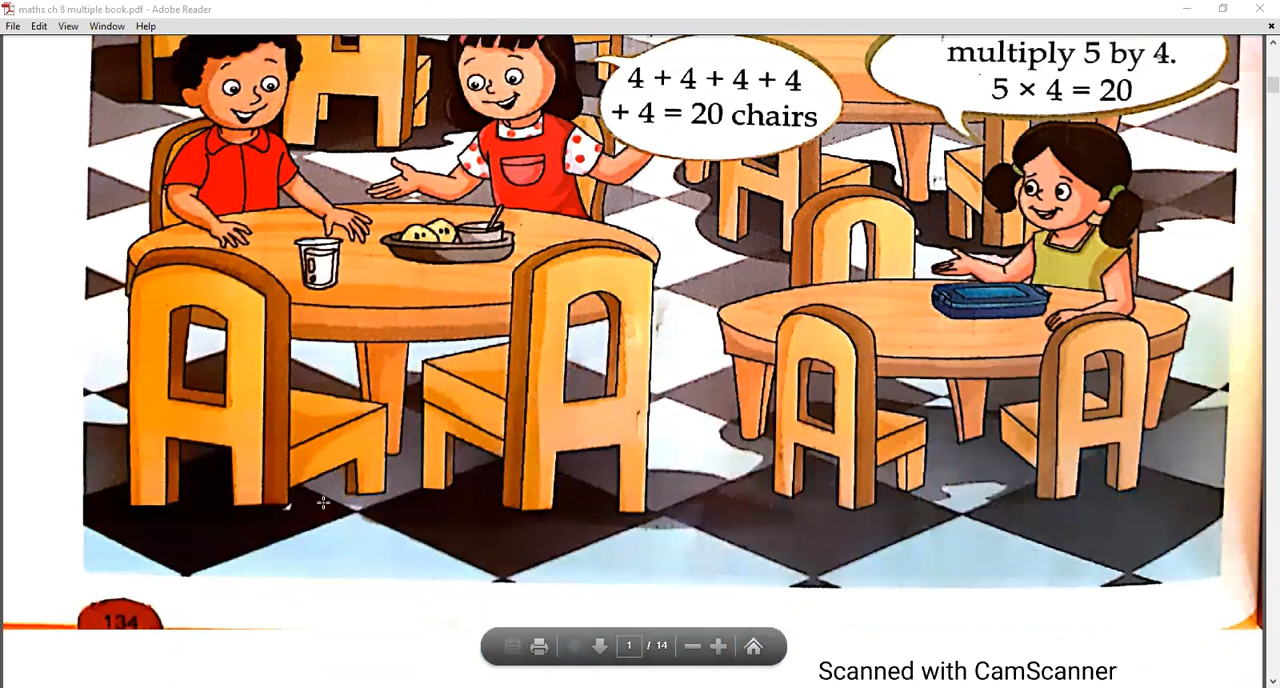 maths ch 8 multiple book.pdf - Adobe Reader
File Edit View Window Help
4 + 4 + 4 + 4
+ 4 = 20 chairs
multiply 5 by 4.
5 × 4 = 20
134
1 / 14
Scanned with CamScanner